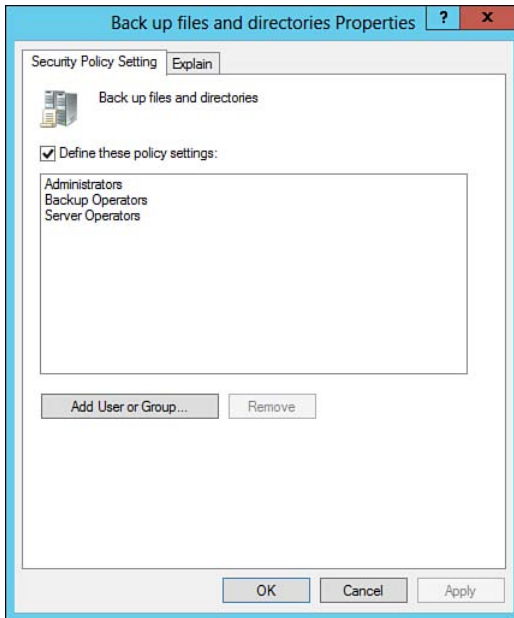 Back up files and directories Properties
? x
Security Policy Setting Explain
Back up files and directories
Define these policy settings:
Administrators
Backup Operators
Server Operators
Add User or Group... Remove
OK Cancel Apply